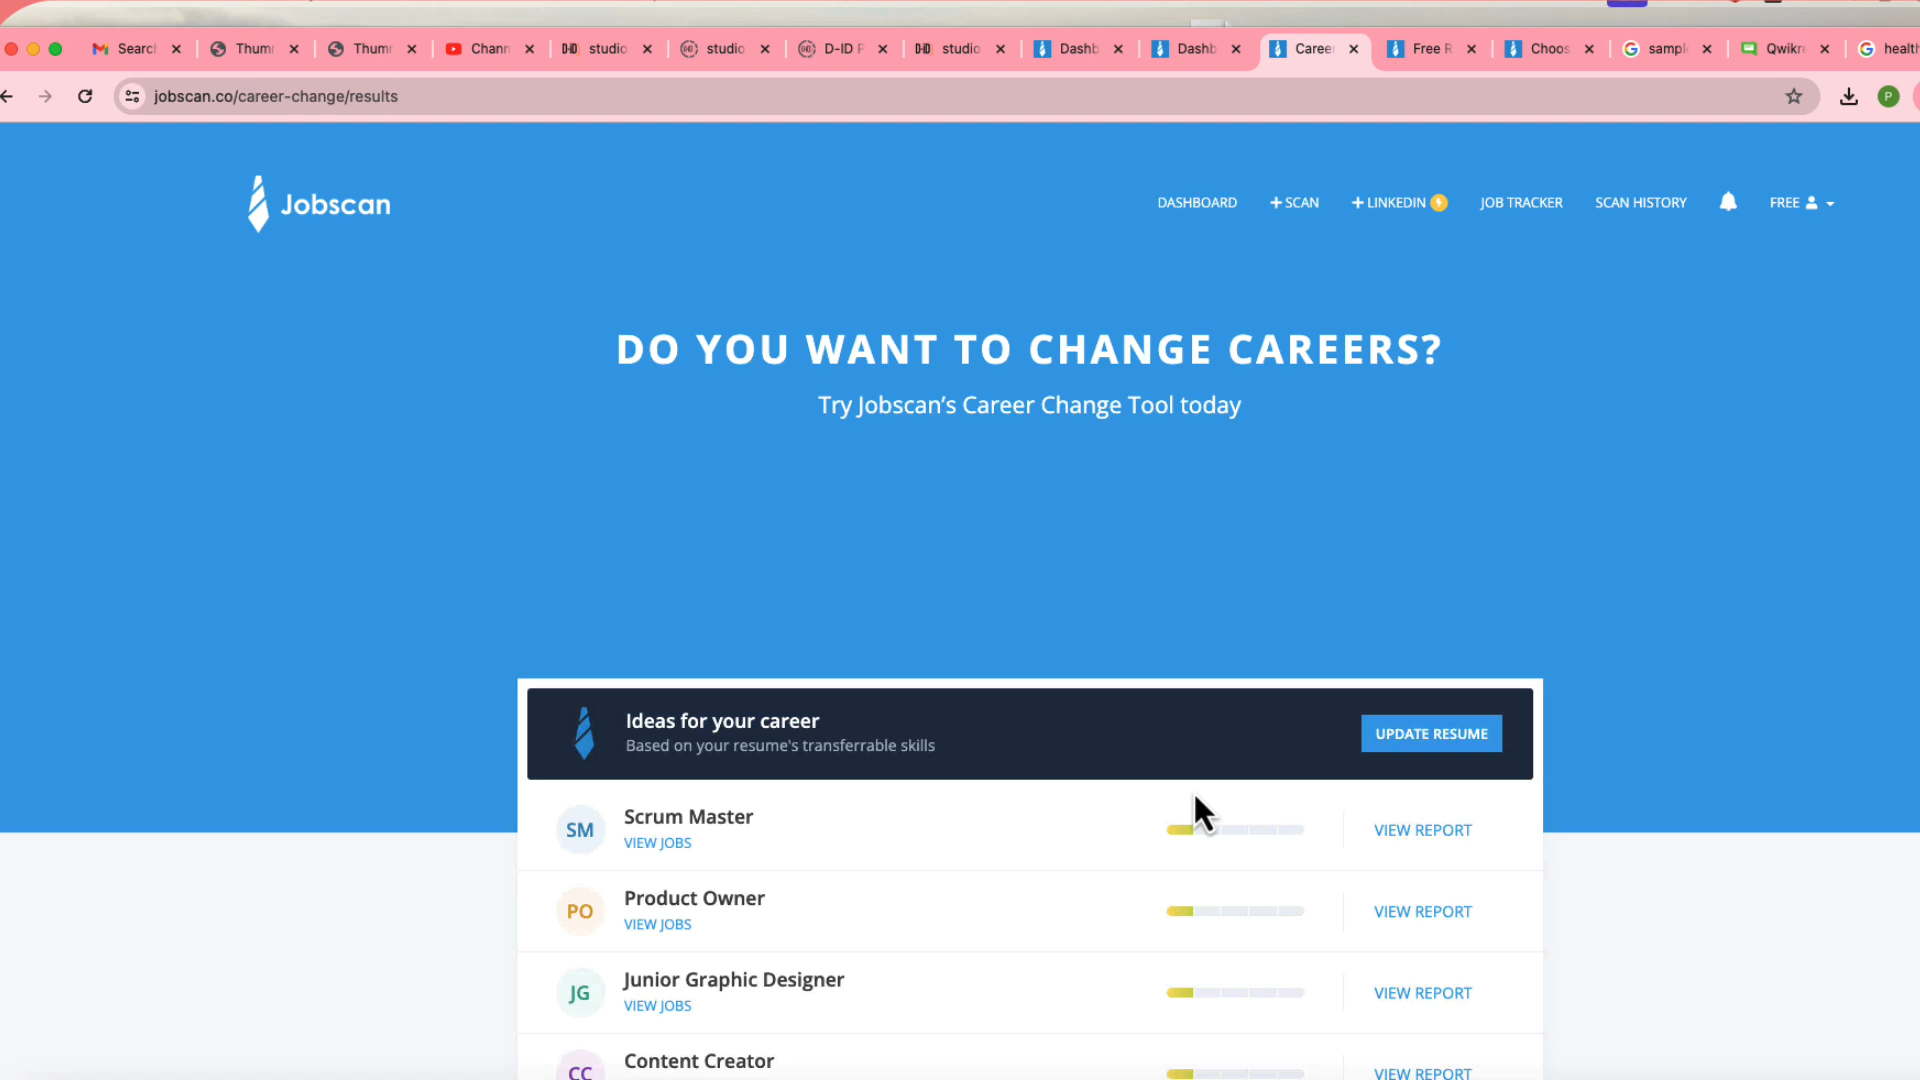 Search
Thum
Thum
Chann
studio
studio
D-ID P
studio
Dashb
Dashb
Career
Free R
Choos
sampl
Qwikr
health
jobscan.co/career-change/results
P
Jobscan
DASHBOARD
+ SCAN
+ LINKEDIN
JOB TRACKER
SCAN HISTORY
FREE
DO YOU WANT TO CHANGE CAREERS?
Try Jobscan's Career Change Tool today
Ideas for your career
Based on your resume's transferrable skills
UPDATE RESUME
SM
Scrum Master
VIEW JOBS
VIEW REPORT
PO
Product Owner
VIEW JOBS
VIEW REPORT
JG
Junior Graphic Designer
VIEW JOBS
VIEW REPORT
CC
Content Creator
VIEW REPORT